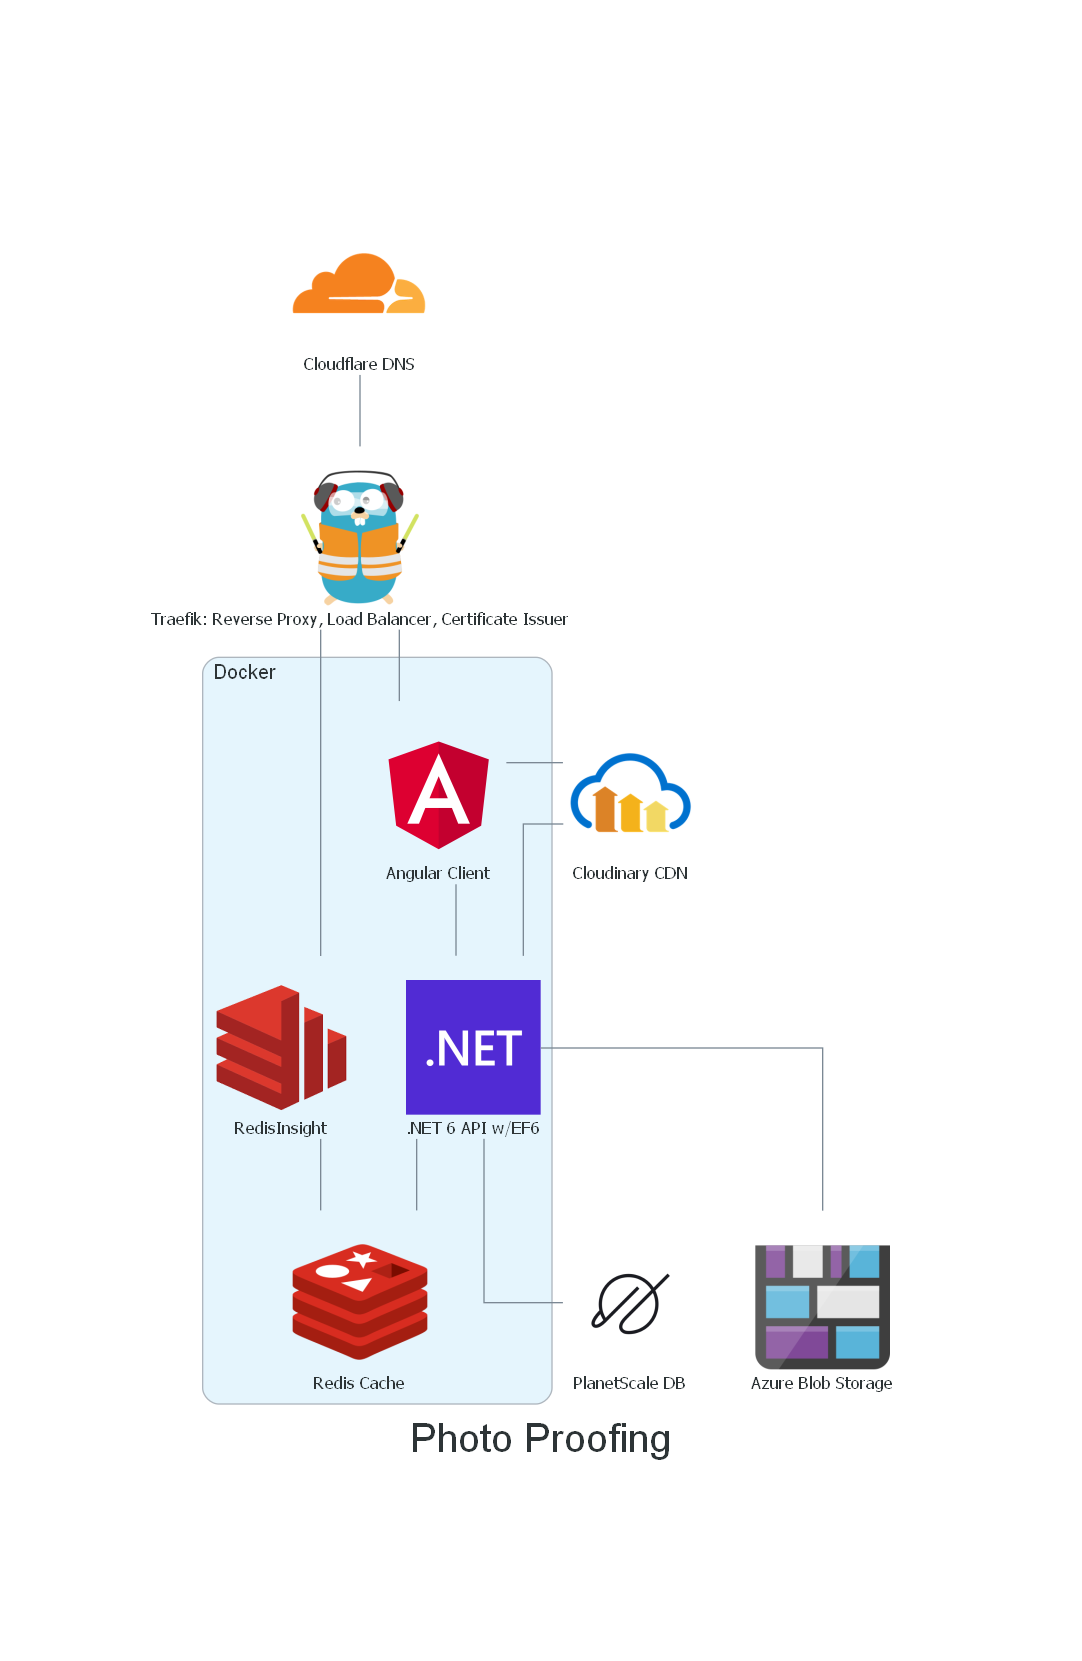 Cloudflare DNS
Traefik: Reverse Proxy, Load Balancer, Certificate Issuer
Docker
Angular Client
Cloudinary CDN
.NET
RedisInsight
.NET 6 API w/EF6
Redis Cache
PlanetScale DB
Azure Blob Storage
Photo Proofing